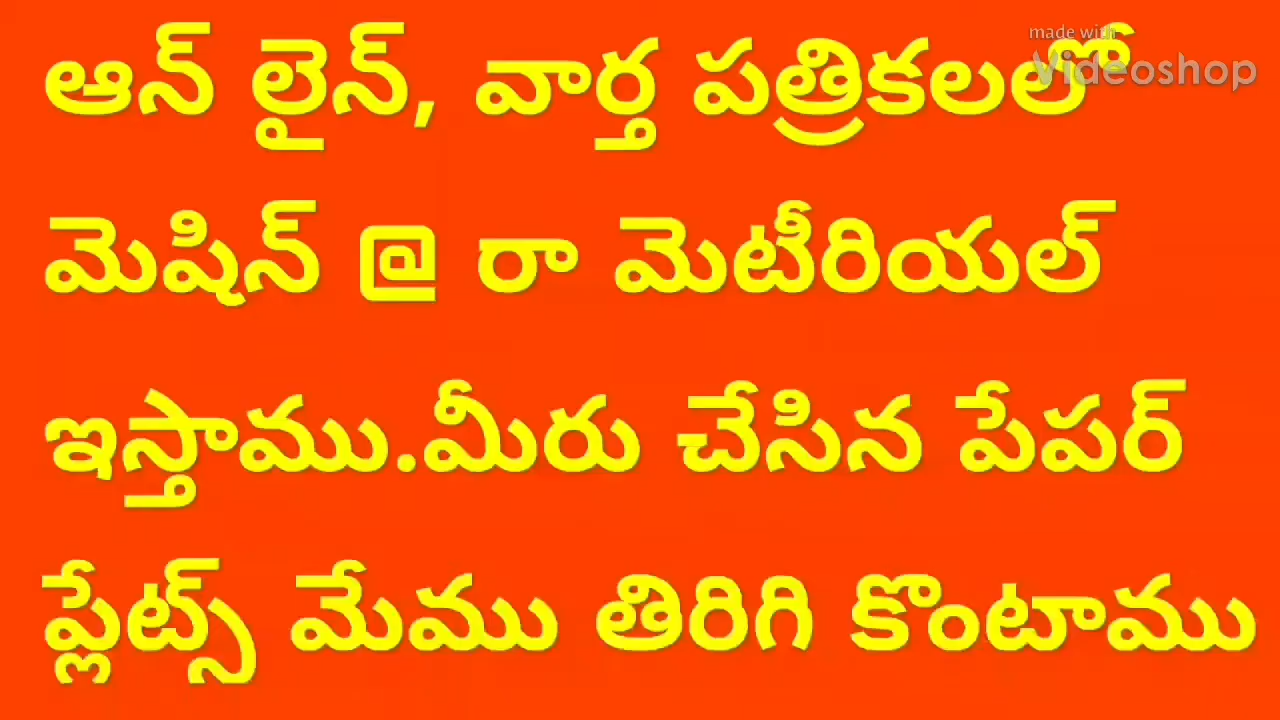 made with
Videoshop
ఆన్ లైన్, వార్త పత్రికలలో
మెషిన్ @ రా మెటీరియల్
ఇస్తాము.మీరు చేసిన పేపర్
ప్లేట్స్ మేము తిరిగి కొంటాము